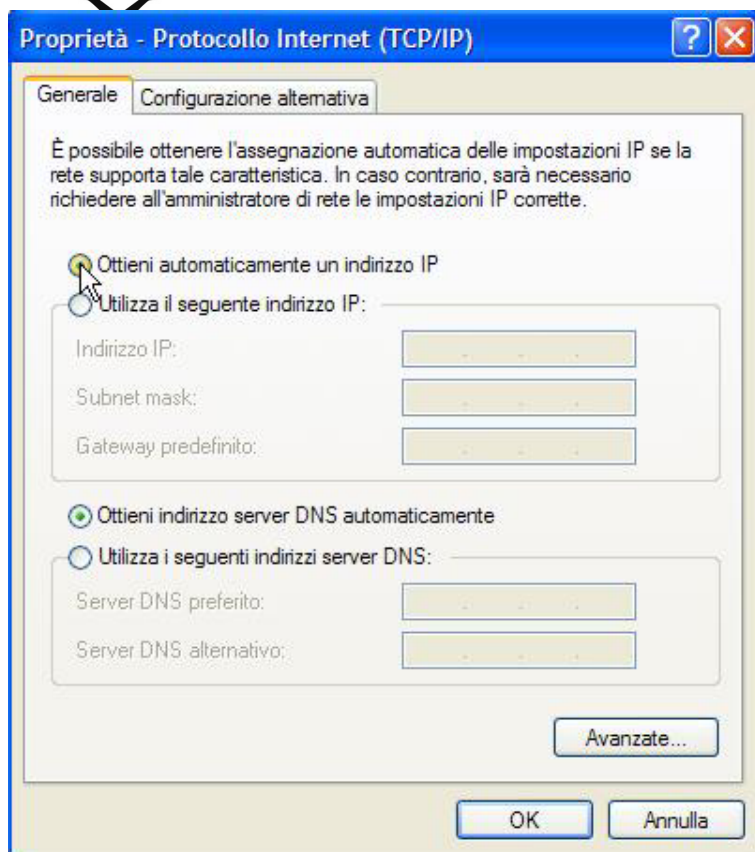 Proprietà - Protocollo Internet (TCP/IP)
Generale
Configurazione alternativa
È possibile ottenere l'assegnazione automatica delle impostazioni IP se la
rete supporta tale caratteristica. In caso contrario, sarà necessario
richiedere all'amministratore di rete le impostazioni IP corrette.
Ottieni automaticamente un indirizzo IP
Utilizza il seguente indirizzo IP:
Indirizzo IP:
Subnet mask:
Gateway predefinito:
Ottieni indirizzo server DNS automaticamente
Utilizza i seguenti indirizzi server DNS:
Server DNS preferito:
Server DNS alternativo:
Avanzate...
OK
Annulla